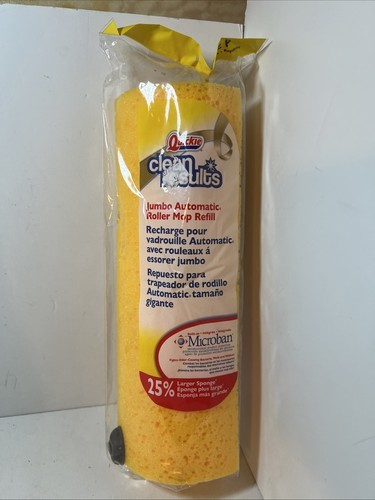 Quickie
clean
results
Jumbo Automatic
Roller Mop Refill
Recharge pour
vadrouille Automatic
avec rouleaux á
essorer jumbo
Repuesto para
trapeador de rodillo
Automatic tamaño
gigante
Microban
25% Larger Sponge
Éponge plus large
Esponja más grande